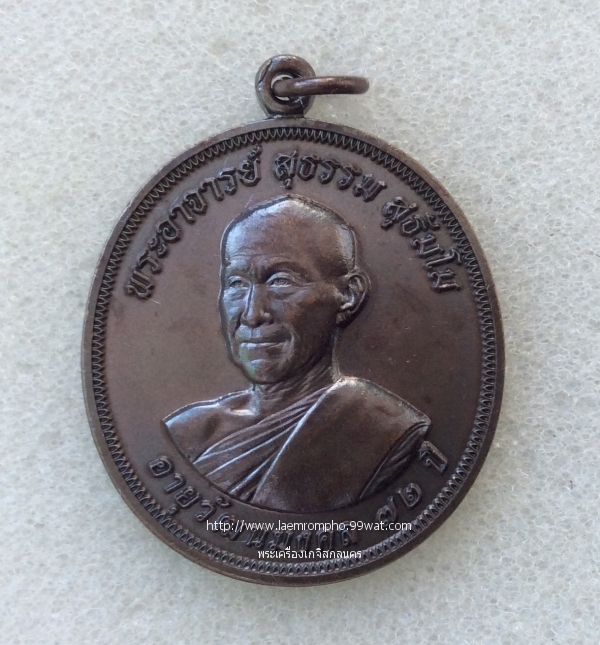 พระอาจารย์ สุธรรม สุธัมโม
อายุวัฒนมงคล ๗๒ ปี
http://www.laemrompho.99wat.com
พระเครื่องเกจิสกลนคร